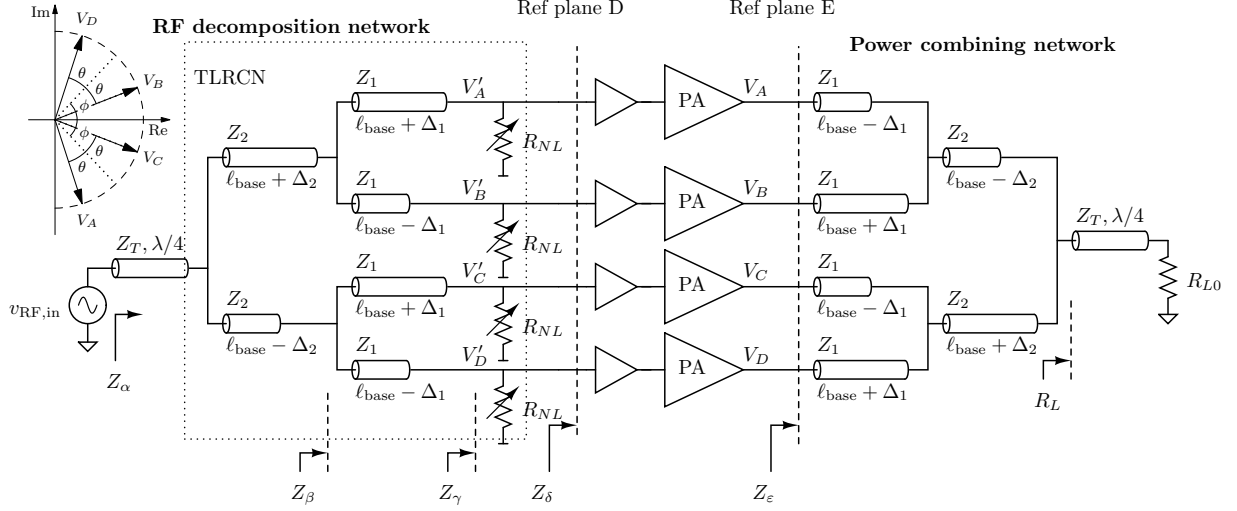 Im
V_D
θ
θ
V_B
ϕ
Re
ϕ
V_C
θ
θ
V_A
RF decomposition network
Ref plane D
Ref plane E
Power combining network
TLRCN
Z_1
ℓ_base + Δ_1
V′_A
R_NL
PA
V_A
Z_1
ℓ_base − Δ_1
Z_2
ℓ_base + Δ_2
Z_2
ℓ_base − Δ_2
Z_1
ℓ_base − Δ_1
V′_B
R_NL
PA
V_B
Z_1
ℓ_base + Δ_1
Z_T, λ/4
Z_T, λ/4
v_RF,in
R_L0
Z_1
ℓ_base + Δ_1
V′_C
R_NL
PA
V_C
Z_1
ℓ_base − Δ_1
Z_2
ℓ_base − Δ_2
Z_2
ℓ_base + Δ_2
Z_1
ℓ_base − Δ_1
V′_D
R_NL
PA
V_D
Z_1
ℓ_base + Δ_1
Z_α
R_L
Z_β
Z_γ
Z_δ
Z_ε